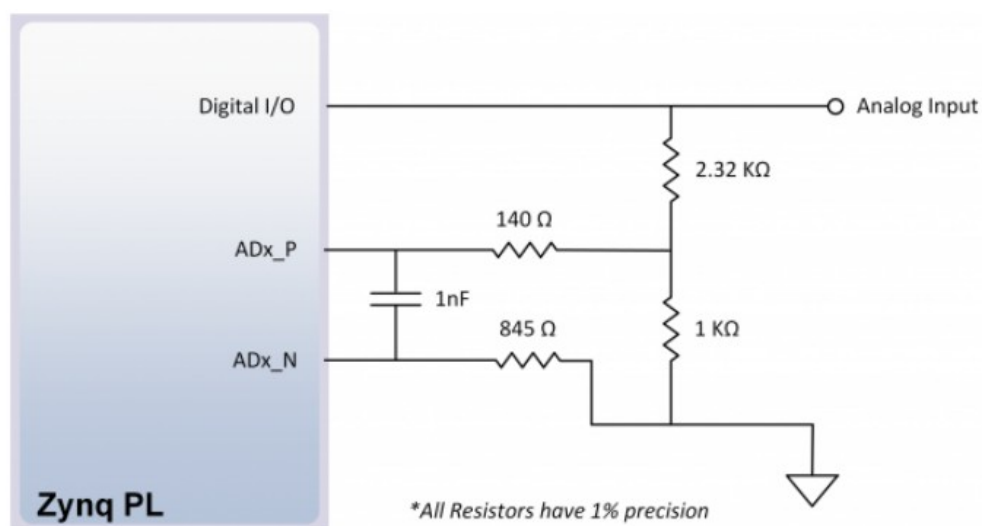 Digital I/O
Analog Input
2.32 KΩ
140 Ω
ADx_P
1nF
845 Ω
1 KΩ
ADx_N
Zynq PL
*All Resistors have 1% precision